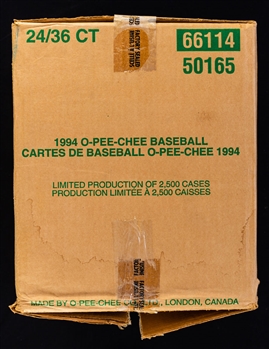 24/36 CT
66114
50165
1994 O-PEE-CHEE BASEBALL
CARTES DE BASEBALL O-PEE-CHEE 1994
LIMITED PRODUCTION OF 2,500 CASES
PRODUCTION LIMITÉE À 2,500 CAISSES
MADE BY O-PEE-CHEE LONDON, CANADA